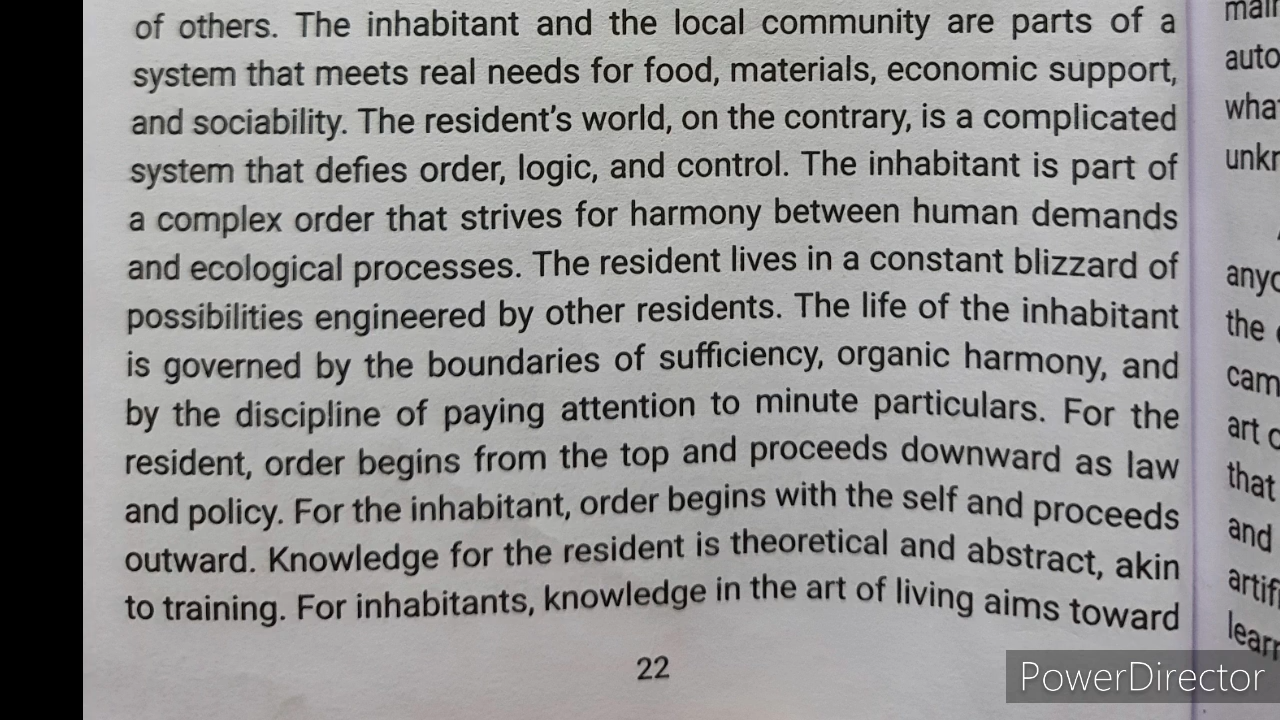 of others. The inhabitant and the local community are parts of a
system that meets real needs for food, materials, economic support,
and sociability. The resident's world, on the contrary, is a complicated
system that defies order, logic, and control. The inhabitant is part of
a complex order that strives for harmony between human demands
and ecological processes. The resident lives in a constant blizzard of
possibilities engineered by other residents. The life of the inhabitant
is governed by the boundaries of sufficiency, organic harmony, and
by the discipline of paying attention to minute particulars. For the
resident, order begins from the top and proceeds downward as law
and policy. For the inhabitant, order begins with the self and proceeds
outward. Knowledge for the resident is theoretical and abstract, akin
to training. For inhabitants, knowledge in the art of living aims toward
22
auto
the
art
that
and
PowerDirector